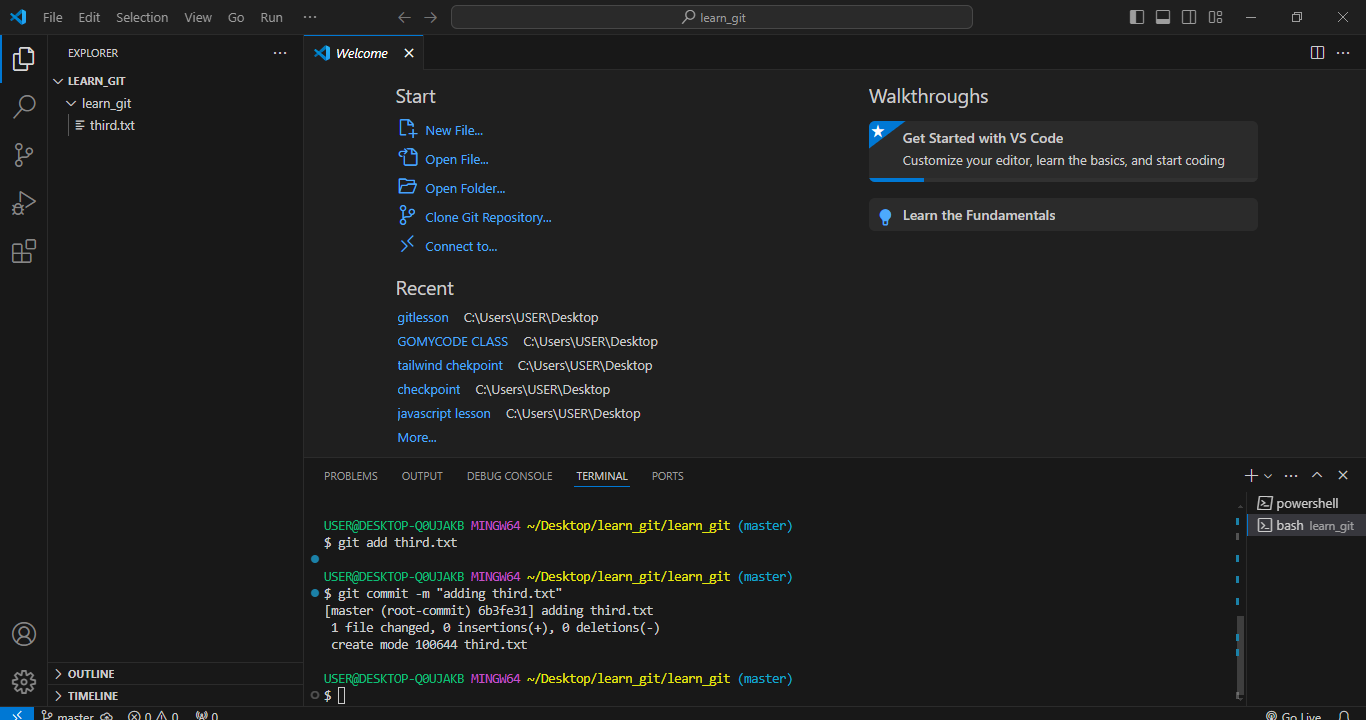 File Edit Selection View Go Run ··· learn_git
EXPLORER ···
LEARN_GIT
learn_git
third.txt
OUTLINE
TIMELINE
Welcome
Start
New File...
Open File...
Open Folder...
Clone Git Repository...
Connect to...
Recent
gitlesson C:\Users\USER\Desktop
GOMYCODE CLASS C:\Users\USER\Desktop
tailwind chekpoint C:\Users\USER\Desktop
checkpoint C:\Users\USER\Desktop
javascript lesson C:\Users\USER\Desktop
More...
Walkthroughs
Get Started with VS Code
Customize your editor, learn the basics, and start coding
Learn the Fundamentals
PROBLEMS OUTPUT DEBUG CONSOLE TERMINAL PORTS
USER@DESKTOP-Q0UJAKB MINGW64 ~/Desktop/learn_git/learn_git (master)
$ git add third.txt
USER@DESKTOP-Q0UJAKB MINGW64 ~/Desktop/learn_git/learn_git (master)
$ git commit -m "adding third.txt"
[master (root-commit) 6b3fe31] adding third.txt
1 file changed, 0 insertions(+), 0 deletions(-)
create mode 100644 third.txt
USER@DESKTOP-Q0UJAKB MINGW64 ~/Desktop/learn_git/learn_git (master)
$
powershell
bash learn_git
master 0 0 0 Go Live